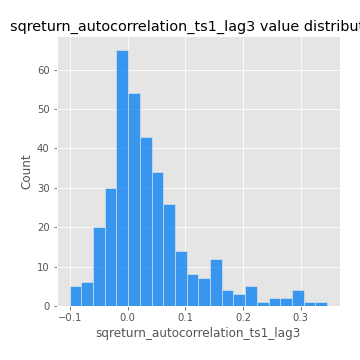 sqreturn_autocorrelation_ts1_lag3 value distribut
60
50
40
30
20
10
0
Count
−0.1 0.0 0.1 0.2 0.3
sqreturn_autocorrelation_ts1_lag3